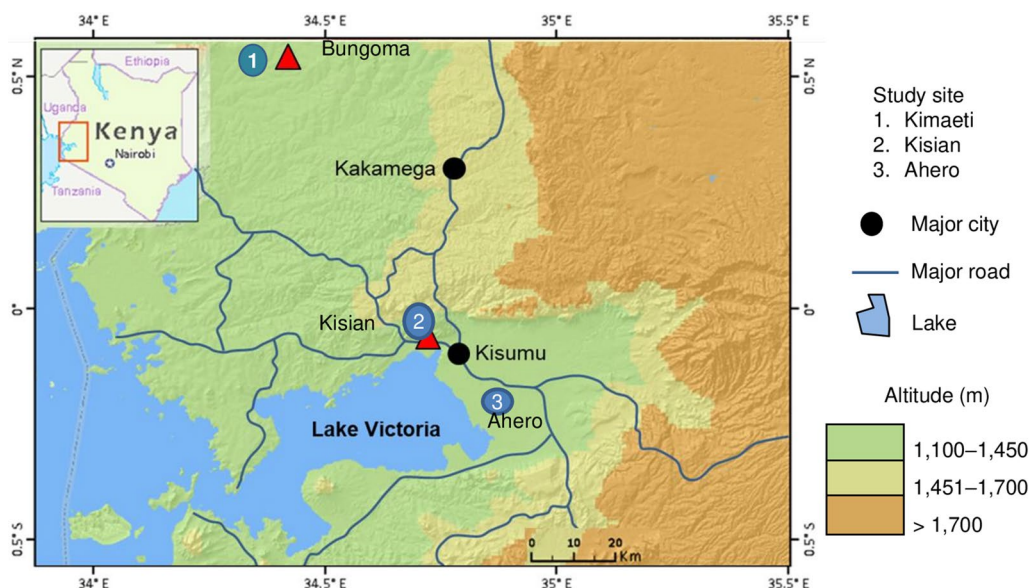 34° E
34.5° E
35° E
35.5° E
0.5° N
0°
0.5° S
0.5° N
0°
0.5° S
Ethiopia
Uganda
Kenya
Nairobi
Tanzania
1
Bungoma
Kakamega
Kisian
2
Kisumu
3
Ahero
Lake Victoria
0 10 20
Km
34° E
34.5° E
35° E
35.5° E
Study site
1. Kimaeti
2. Kisian
3. Ahero
Major city
Major road
Lake
Altitude (m)
1,100–1,450
1,451–1,700
> 1,700